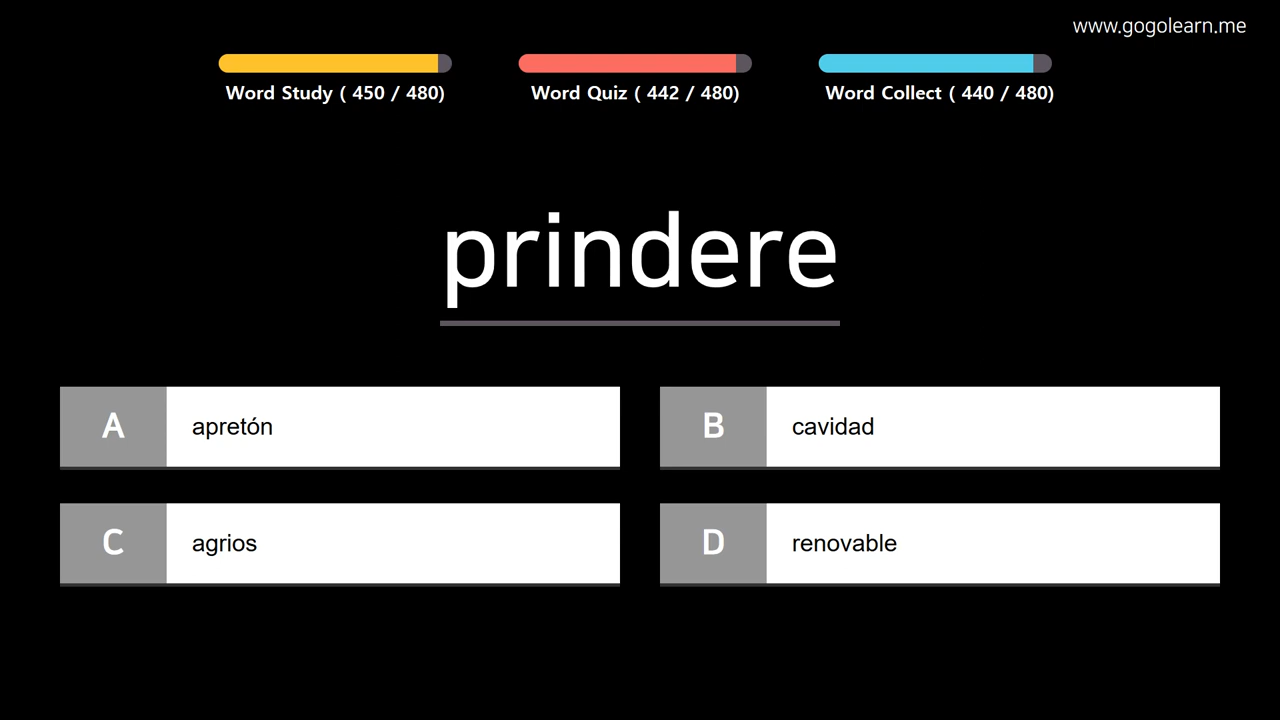 www.gogolearn.me
Word Study ( 450 / 480)
Word Quiz ( 442 / 480)
Word Collect ( 440 / 480)
prindere
A apretón
B cavidad
C agrios
D renovable